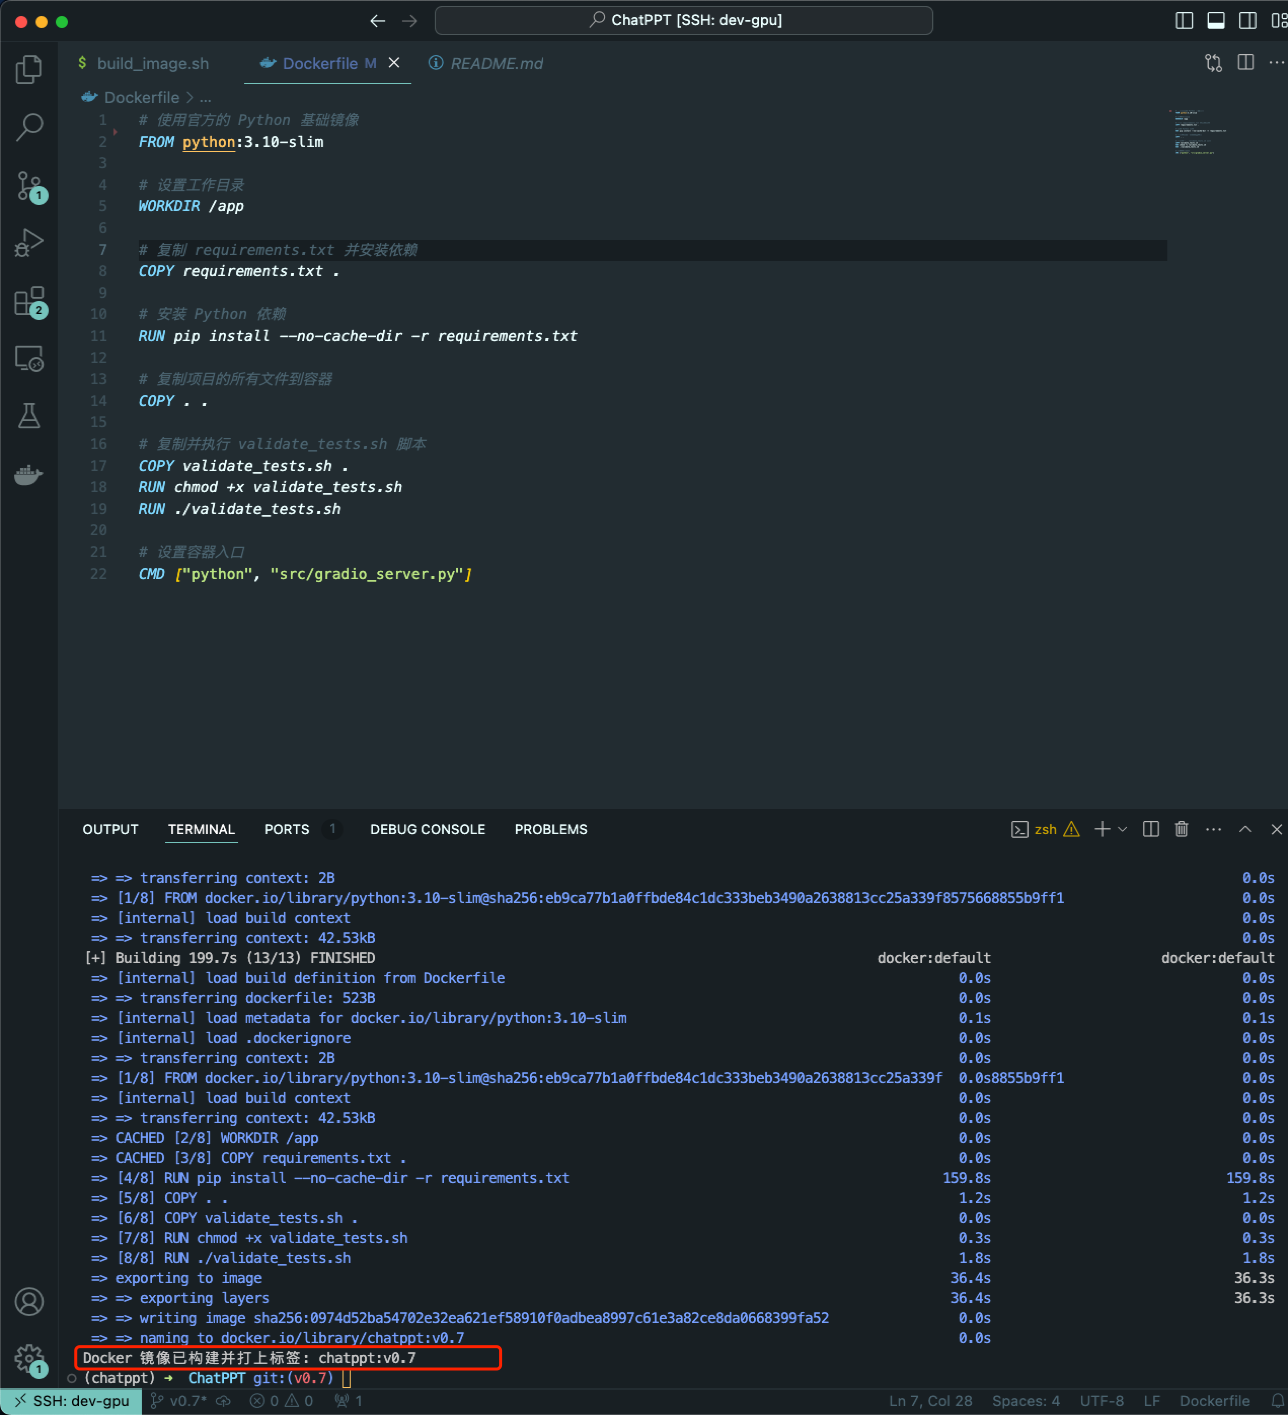 ChatPPT [SSH: dev-gpu]
$ build_image.sh
Dockerfile M
README.md
Dockerfile > ...
1 # 使用官方的 Python 基础镜像
2 FROM python:3.10-slim
3
4 # 设置工作目录
5 WORKDIR /app
6
7 # 复制 requirements.txt 并安装依赖
8 COPY requirements.txt .
9
10 # 安装 Python 依赖
11 RUN pip install --no-cache-dir -r requirements.txt
12
13 # 复制项目的所有文件到容器
14 COPY . .
15
16 # 复制并执行 validate_tests.sh 脚本
17 COPY validate_tests.sh .
18 RUN chmod +x validate_tests.sh
19 RUN ./validate_tests.sh
20
21 # 设置容器入口
22 CMD ["python", "src/gradio_server.py"]
1
2
OUTPUT TERMINAL PORTS 1 DEBUG CONSOLE PROBLEMS zsh
=> => transferring context: 2B 0.0s
=> [1/8] FROM docker.io/library/python:3.10-slim@sha256:eb9ca77b1a0ffbde84c1dc333beb3490a2638813cc25a339f8575668855b9ff1 0.0s
=> [internal] load build context 0.0s
=> => transferring context: 42.53kB 0.0s
[+] Building 199.7s (13/13) FINISHED docker:default docker:default
=> [internal] load build definition from Dockerfile 0.0s 0.0s
=> => transferring dockerfile: 523B 0.0s 0.0s
=> [internal] load metadata for docker.io/library/python:3.10-slim 0.1s 0.1s
=> [internal] load .dockerignore 0.0s 0.0s
=> => transferring context: 2B 0.0s 0.0s
=> [1/8] FROM docker.io/library/python:3.10-slim@sha256:eb9ca77b1a0ffbde84c1dc333beb3490a2638813cc25a339f 0.0s8855b9ff1 0.0s
=> [internal] load build context 0.0s 0.0s
=> => transferring context: 42.53kB 0.0s 0.0s
=> CACHED [2/8] WORKDIR /app 0.0s 0.0s
=> CACHED [3/8] COPY requirements.txt . 0.0s 0.0s
=> [4/8] RUN pip install --no-cache-dir -r requirements.txt 159.8s 159.8s
=> [5/8] COPY . . 1.2s 1.2s
=> [6/8] COPY validate_tests.sh . 0.0s 0.0s
=> [7/8] RUN chmod +x validate_tests.sh 0.3s 0.3s
=> [8/8] RUN ./validate_tests.sh 1.8s 1.8s
=> exporting to image 36.4s 36.3s
=> => exporting layers 36.4s 36.3s
=> => writing image sha256:0974d52ba54702e32ea621ef58910f0adbea8997c61e3a82ce8da0668399fa52 0.0s
=> => naming to docker.io/library/chatppt:v0.7 0.0s
Docker 镜像已构建并打上标签: chatppt:v0.7
(chatppt) ➜ ChatPPT git:(v0.7)
1
SSH: dev-gpu v0.7* 0 0 1 Ln 7, Col 28 Spaces: 4 UTF-8 LF Dockerfile